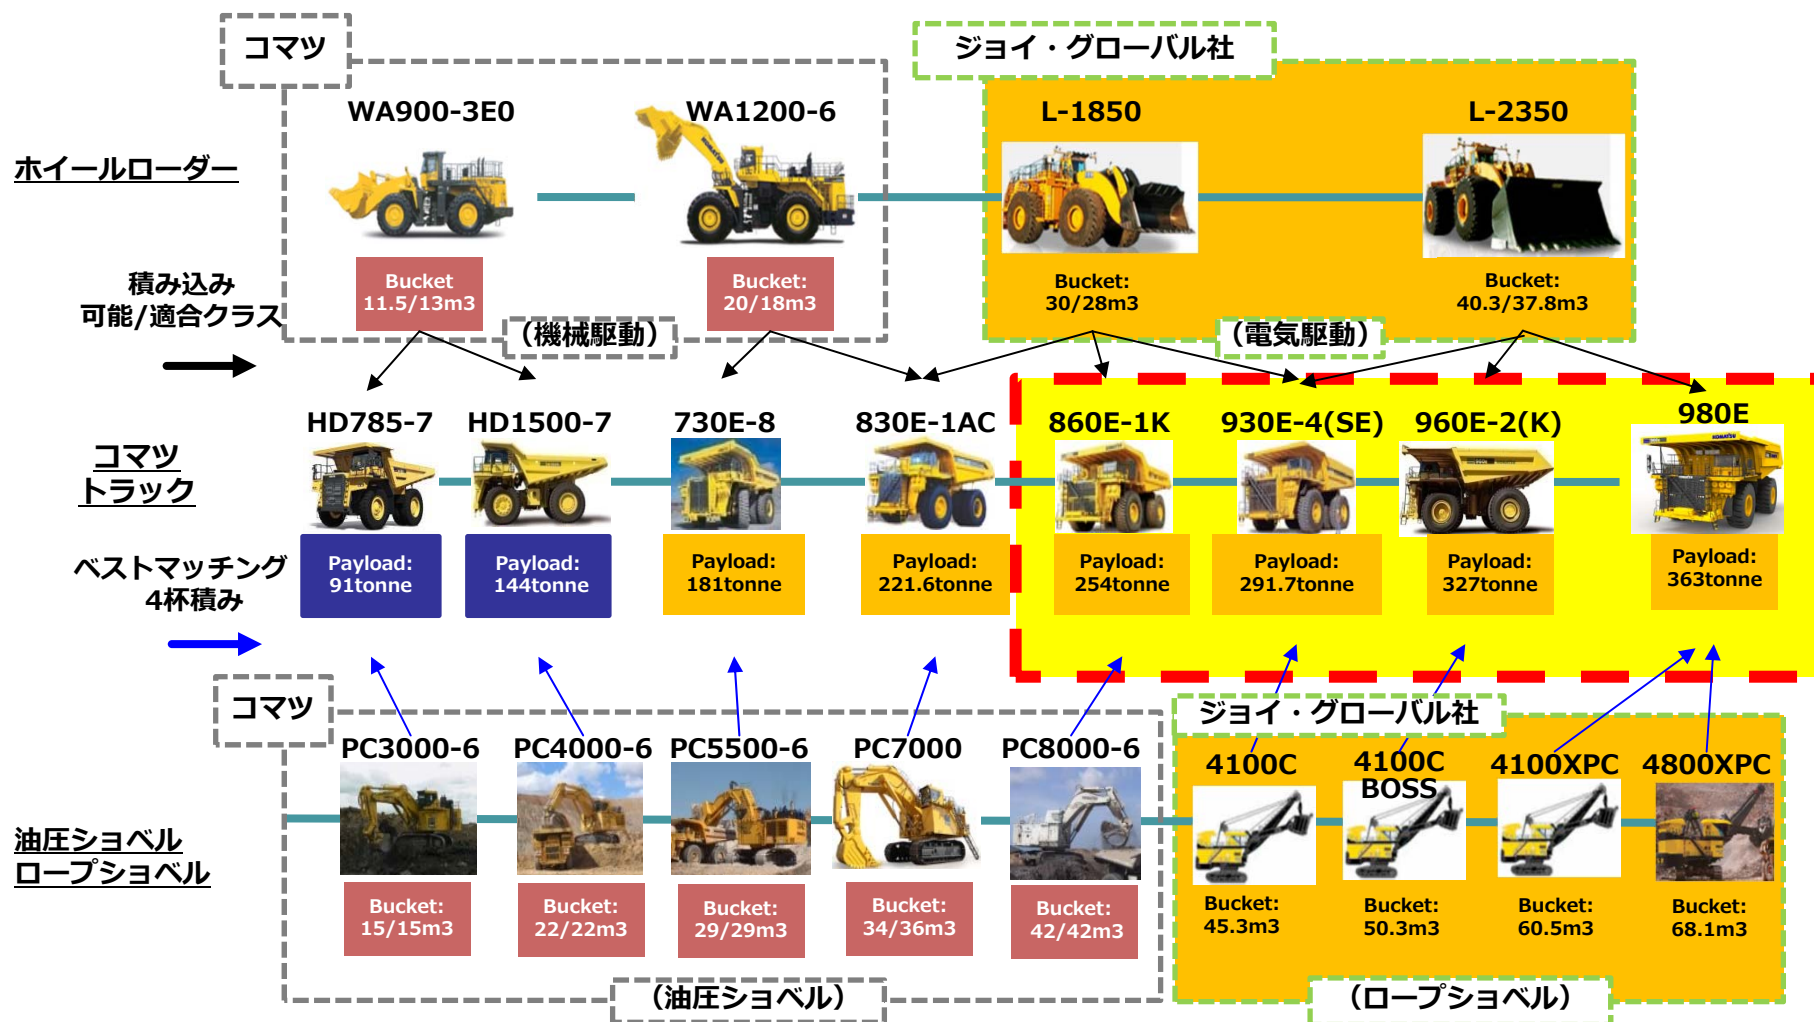 コマツ
ジョイ・グローバル社
WA900-3E0
WA1200-6
L-1850
L-2350
ホイールローダー
Bucket
11.5/13m3
Bucket:
20/18m3
Bucket:
30/28m3
Bucket:
40.3/37.8m3
積み込み
可能/適合クラス
（機械駆動）
（電気駆動）
HD785-7
HD1500-7
730E-8
830E-1AC
860E-1K
930E-4(SE)
960E-2(K)
980E
コマツ
トラック
KOMATSU
Payload:
91tonne
Payload:
144tonne
Payload:
181tonne
Payload:
221.6tonne
Payload:
254tonne
Payload:
291.7tonne
Payload:
327tonne
Payload:
363tonne
ベストマッチング
4杯積み
コマツ
ジョイ・グローバル社
PC3000-6
PC4000-6
PC5500-6
PC7000
PC8000-6
4100C
4100C
BOSS
4100XPC
4800XPC
油圧ショベル
ロープショベル
Bucket:
15/15m3
Bucket:
22/22m3
Bucket:
29/29m3
Bucket:
34/36m3
Bucket:
42/42m3
Bucket:
45.3m3
Bucket:
50.3m3
Bucket:
60.5m3
Bucket:
68.1m3
（油圧ショベル）
（ロープショベル）